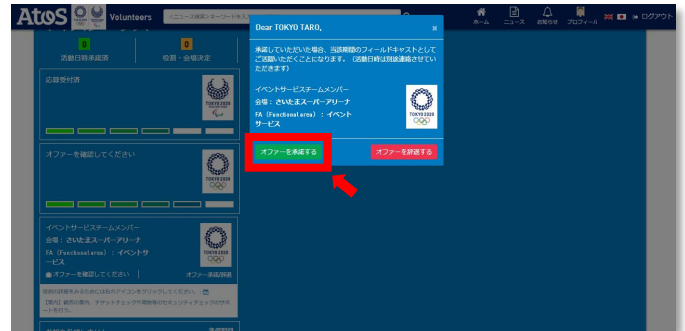 AtoS
Volunteers
ホーム
ニュース
お知らせ
プロフィール
ログアウト
0
0
活動日時承諾済
役割・会場決定
応募受付済
TOKYO 2020
オファーを確認してください
TOKYO 2020
イベントサービスチームメンバー
会場：さいたまスーパーアリーナ
FA (Functional area) ：イベントサ
ービス
TOKYO 2020
オファーを確認してください
オファー承諾/辞退
Dear TOKYO TARO,
×
承諾していただいた場合、当該期間のフィールドキャストとして
ご活躍いただくことになります。（活動日時は別途連絡させてい
ただきます）
イベントサービスチームメンバー
会場：さいたまスーパーアリーナ
FA (Functional area) ：イベント
サービス
TOKYO 2020
オファーを承諾する
オファーを辞退する